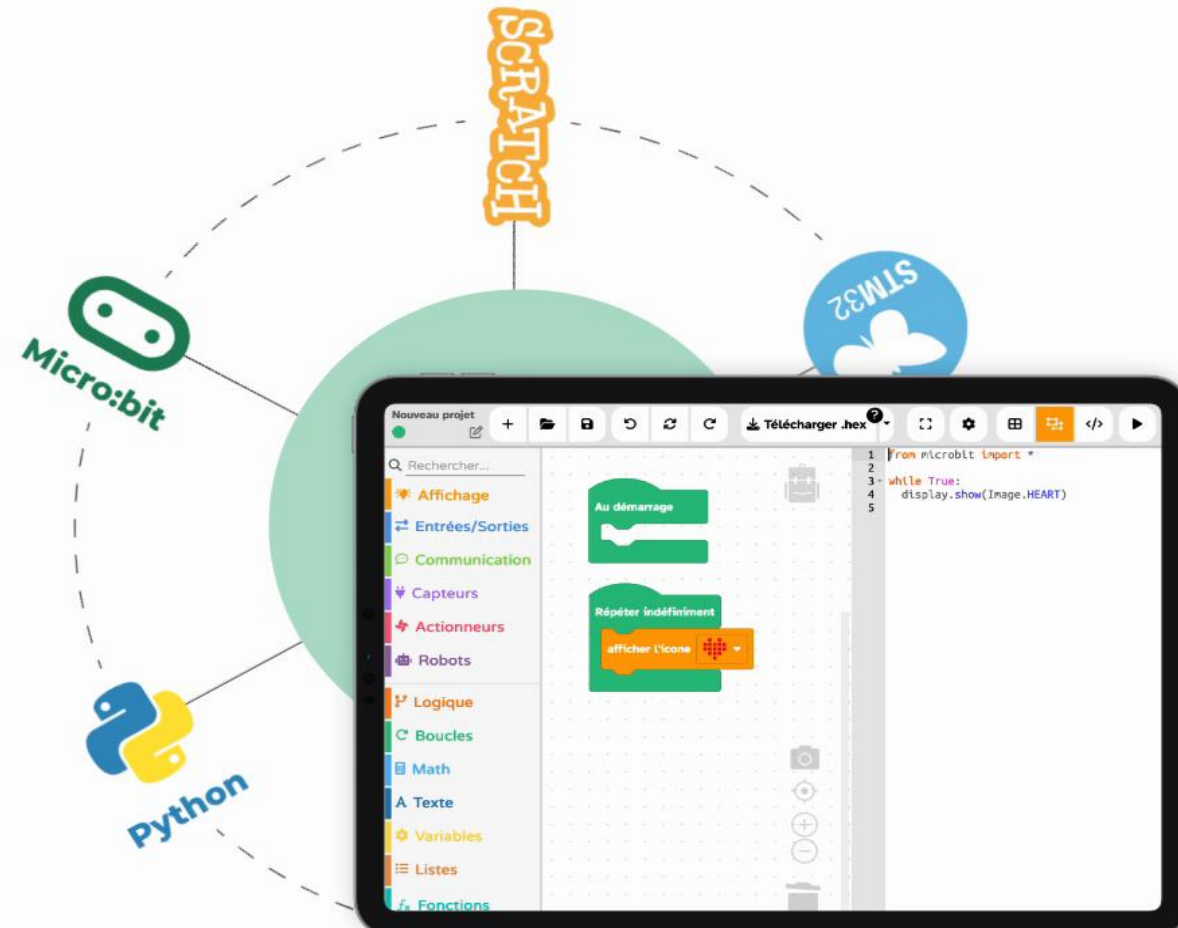 SCRATCH
STM32
Micro:bit
Python
Nouveau projet
Télécharger .hex
?
Rechercher...
Affichage
Entrées/Sorties
Communication
Capteurs
Actionneurs
Robots
Logique
Boucles
Math
Texte
Variables
Listes
Fonctions
Au démarrage
Répéter indéfiniment
afficher l'icone
1 from microbit import *
2
3 while True:
4 display.show(Image.HEART)
5